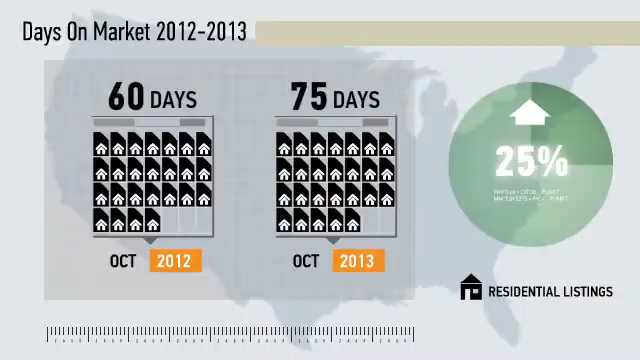 Days On Market 2012-2013
60 DAYS
75 DAYS
OCT 2012
OCT 2013
25%
RESIDENTIAL LISTINGS